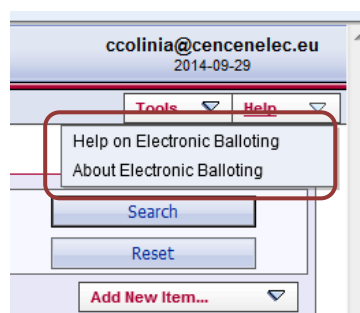 ccolinia@cencenelec.eu
2014-09-29
Tools Help
Help on Electronic Balloting
About Electronic Balloting
Search
Reset
Add New Item...